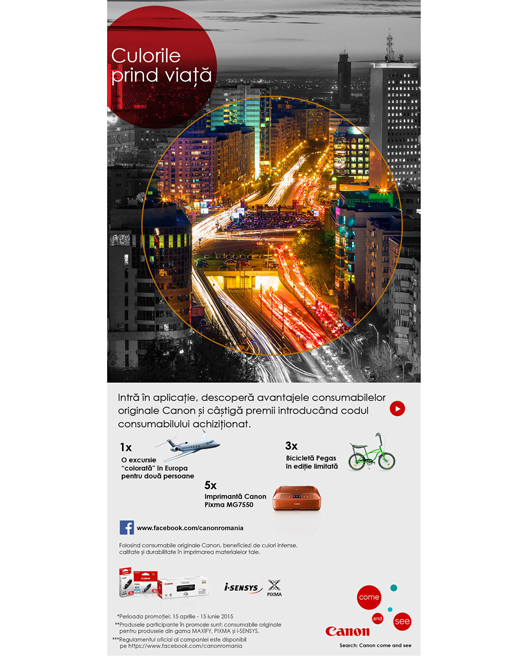 Culorile
prind viață
Intră în aplicație, descoperă avantajele consumabilelor
originale Canon și câștigă premii introducând codul
consumabilului achiziționat.
1x
O excursie
"colorată" în Europa
pentru două persoane
3x
Bicicletă Pegas
în ediție limitată
5x
Imprimantă Canon
Pixma MG7550
www.facebook.com/canonromania
Folosind consumabile originale Canon, beneficiezi de culori intense,
calitate și durabilitate în imprimarea materialelor tale.
i-SENSYS
PIXMA
*Perioada promoției: 15 aprilie - 15 iunie 2015
**Produsele participante în promoție sunt: consumabile originale
pentru produsele din gama MAXIFY, PIXMA și i-SENSYS.
***Regulamentul oficial al campaniei este disponibil
pe https://www.facebook.com/canonromania
come
and
see
Canon
Search: Canon come and see